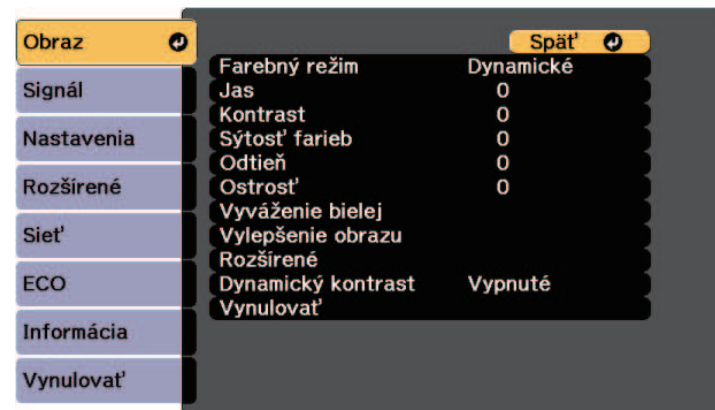 Obraz
Signál
Nastavenia
Rozšírené
Sieť
ECO
Informácia
Vynulovať
Späť
Farebný režim Dynamické
Jas 0
Kontrast 0
Sýtosť farieb 0
Odtieň 0
Ostrosť 0
Vyváženie bielej
Vylepšenie obrazu
Rozšírené
Dynamický kontrast Vypnuté
Vynulovať